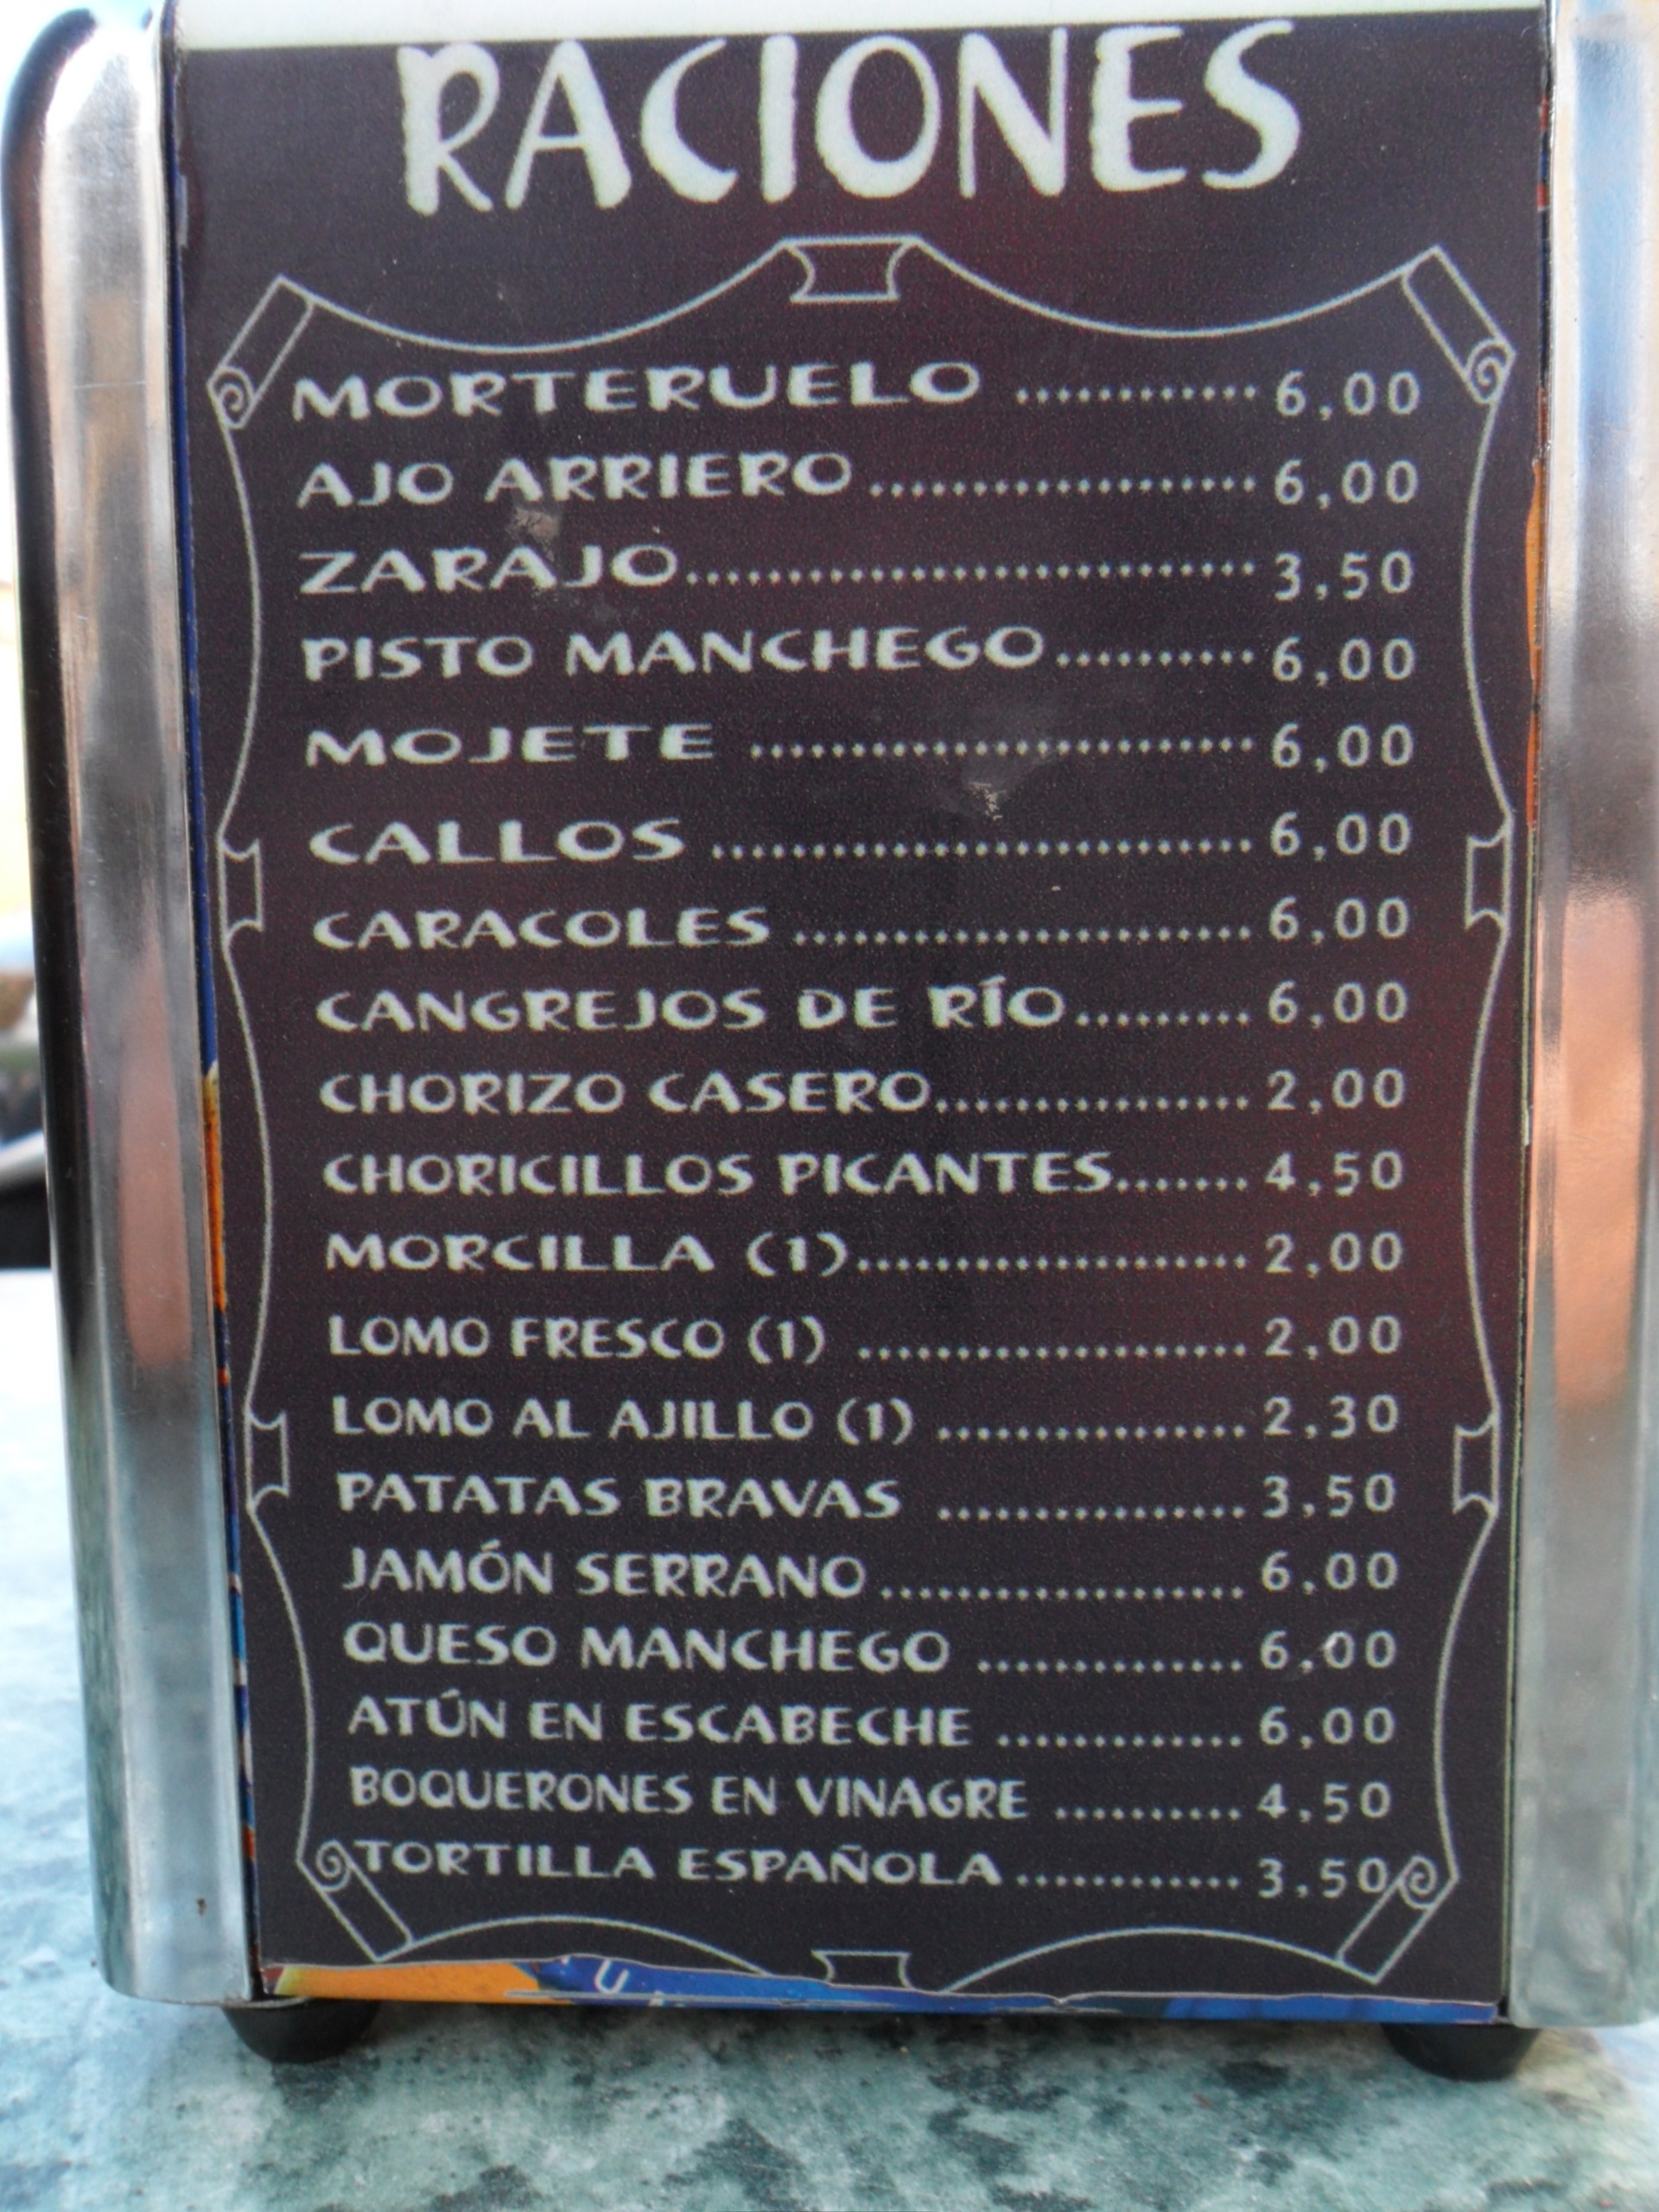 RACIONES
MORTERUELO ............ 6,00
AJO ARRIERO................... 6,00
ZARAJO............................ 3,50
PISTO MANCHEGO.......... 6,00
MOJETE ......................... 6,00
CALLOS ........................... 6,00
CARACOLES ....................... 6,00
CANGREJOS DE RÍO......... 6,00
CHORIZO CASERO................ 2,00
CHORICILLOS PICANTES....... 4,50
MORCILLA (1).................... 2,00
LOMO FRESCO (1) ................... 2,00
LOMO AL AJILLO (1) ............... 2,30
PATATAS BRAVAS ............... 3,50
JAMÓN SERRANO .................. 6,00
QUESO MANCHEGO ............. 6,00
ATÚN EN ESCABECHE ............ 6,00
BOQUERONES EN VINAGRE .......... 4,50
TORTILLA ESPAÑOLA ........... 3,50